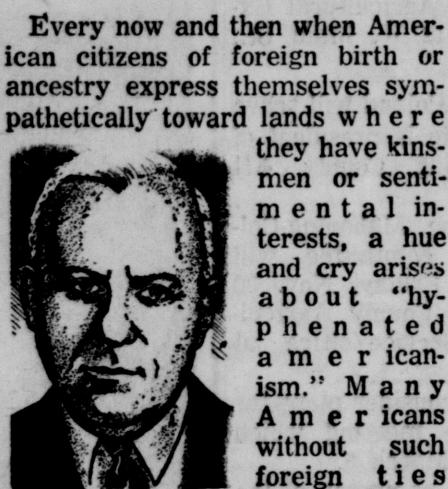 Every now and then when Amer-
ican citizens of foreign birth or
ancestry express themselves sym-
pathetically toward lands where
they have kins-
men or senti-
mental in-
terests, a hue
and cry arises
about “hy-
phenated
american-
ism.” Many
Americans
without such
foreign ties